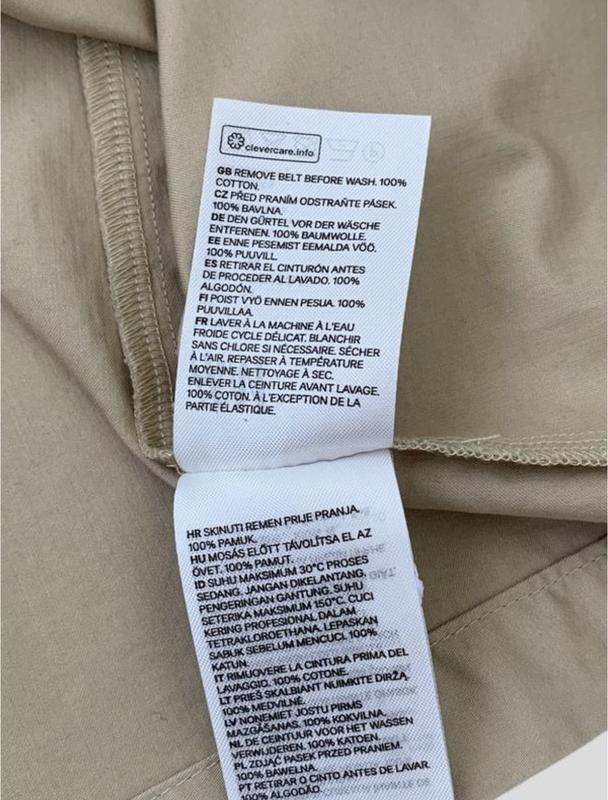 clevercare.info
GB REMOVE BELT BEFORE WASH. 100%
COTTON.
CZ PŘED PRANÍM ODSTRAŇTE PÁSEK.
100% BAVLNA.
DE DEN GÜRTEL VOR DER WÄSCHE
ENTFERNEN. 100% BAUMWOLLE.
EE ENNE PESEMIST EEMALDA VÖÖ.
100% PUUVILL.
ES RETIRAR EL CINTURÓN ANTES
DE PROCEDER AL LAVADO. 100%
ALGODÓN.
FI POIST VYÖ ENNEN PESUA. 100%
PUUVILLAA.
FR LAVER À LA MACHINE À L'EAU
FROIDE CYCLE DÉLICAT. BLANCHIR
SANS CHLORE SI NÉCESSAIRE. SÉCHER
À L'AIR. REPASSER À TEMPÉRATURE
MOYENNE. NETTOYAGE À SEC.
ENLEVER LA CEINTURE AVANT LAVAGE.
100% COTON. À L'EXCEPTION DE LA
PARTIE ÉLASTIQUE.
HR SKINUTI REMEN PRIJE PRANJA.
100% PAMUK.
HU MOSÁS ELŐTT TÁVOLÍTSA EL AZ
ÖVET. 100% PAMUT.
ID SUHU MAKSIMUM 30°C PROSES
SEDANG. JANGAN DIKELANTANG.
PENGERINGAN GANTUNG. SUHU
SETERIKA MAKSIMUM 150°C. CUCI
KERING PROFESIONAL DALAM
TETRAKLOROETHANA. LEPASKAN
SABUK SEBELUM MENCUCI. 100%
KATUN.
IT RIMUOVERE LA CINTURA PRIMA DEL
LAVAGGIO. 100% COTONE.
LT PRIEŠ SKALBIANT NUIMKITE DIRŽĄ.
100% MEDVILNĖ.
LV NONEMIET JOSTU PIRMS
MAZGĀŠANAS. 100% KOKVILNA.
NL DE CEINTUUR VOOR HET WASSEN
VERWIJDEREN. 100% KATOEN.
PL ZDJĄĆ PASEK PRZED PRANIEM.
100% BAWEŁNA.
PT RETIRAR O CINTO ANTES DE LAVAR.
100% ALGODÃO.